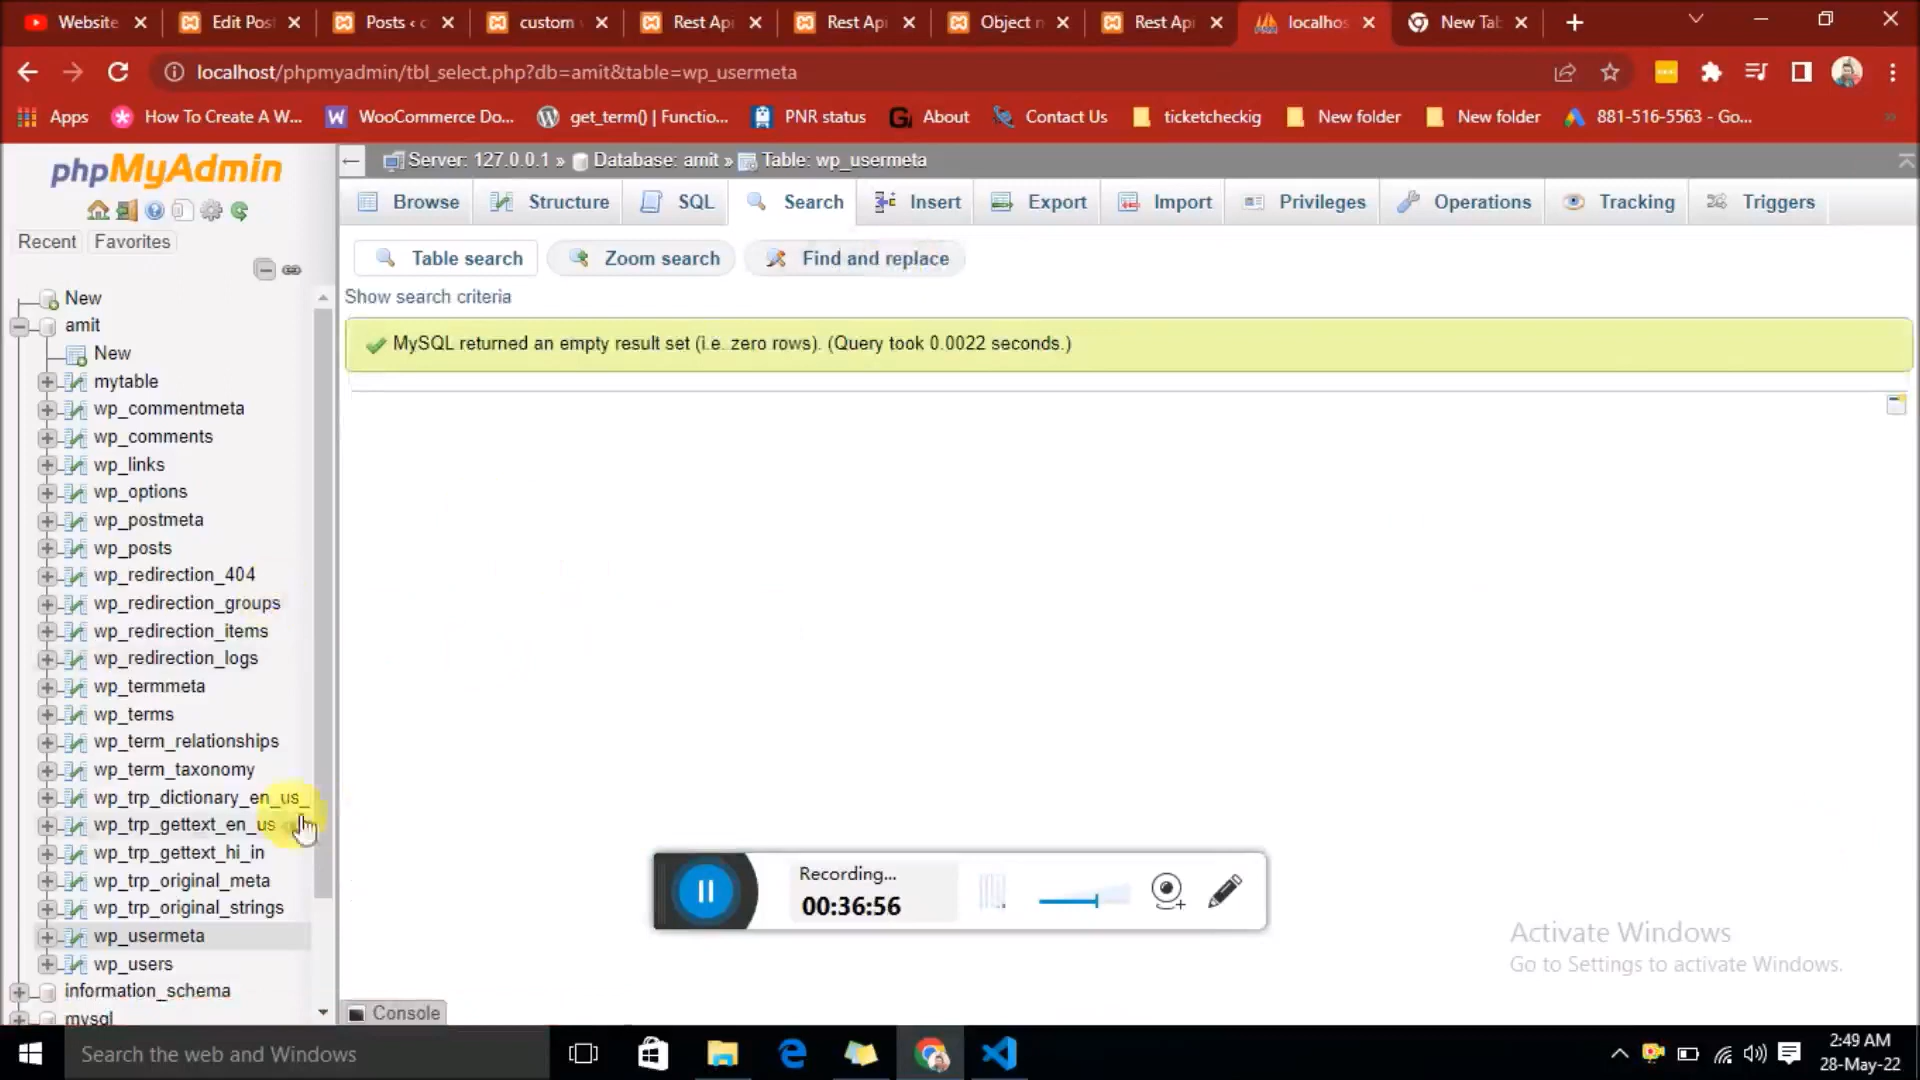 Website
Edit Pos
Posts ‹ c
custom
Rest Api
Rest Api
Object n
Rest Api
localhos
New Tab
localhost/phpmyadmin/tbl_select.php?db=amit&table=wp_usermeta
Apps
How To Create A W...
WooCommerce Do...
get_term() | Functio...
PNR status
About
Contact Us
ticketcheckig
New folder
New folder
881-516-5563 - Go...
phpMyAdmin
Recent
Favorites
New
amit
New
mytable
wp_commentmeta
wp_comments
wp_links
wp_options
wp_postmeta
wp_posts
wp_redirection_404
wp_redirection_groups
wp_redirection_items
wp_redirection_logs
wp_termmeta
wp_terms
wp_term_relationships
wp_term_taxonomy
wp_trp_dictionary_en_us_
wp_trp_gettext_en_us
wp_trp_gettext_hi_in
wp_trp_original_meta
wp_trp_original_strings
wp_usermeta
wp_users
information_schema
mysql
Server: 127.0.0.1 » Database: amit » Table: wp_usermeta
Browse
Structure
SQL
Search
Insert
Export
Import
Privileges
Operations
Tracking
Triggers
Table search
Zoom search
Find and replace
Show search criteria
MySQL returned an empty result set (i.e. zero rows). (Query took 0.0022 seconds.)
Recording...
00:36:56
Activate Windows
Go to Settings to activate Windows.
Console
Search the web and Windows
2:49 AM
28-May-22